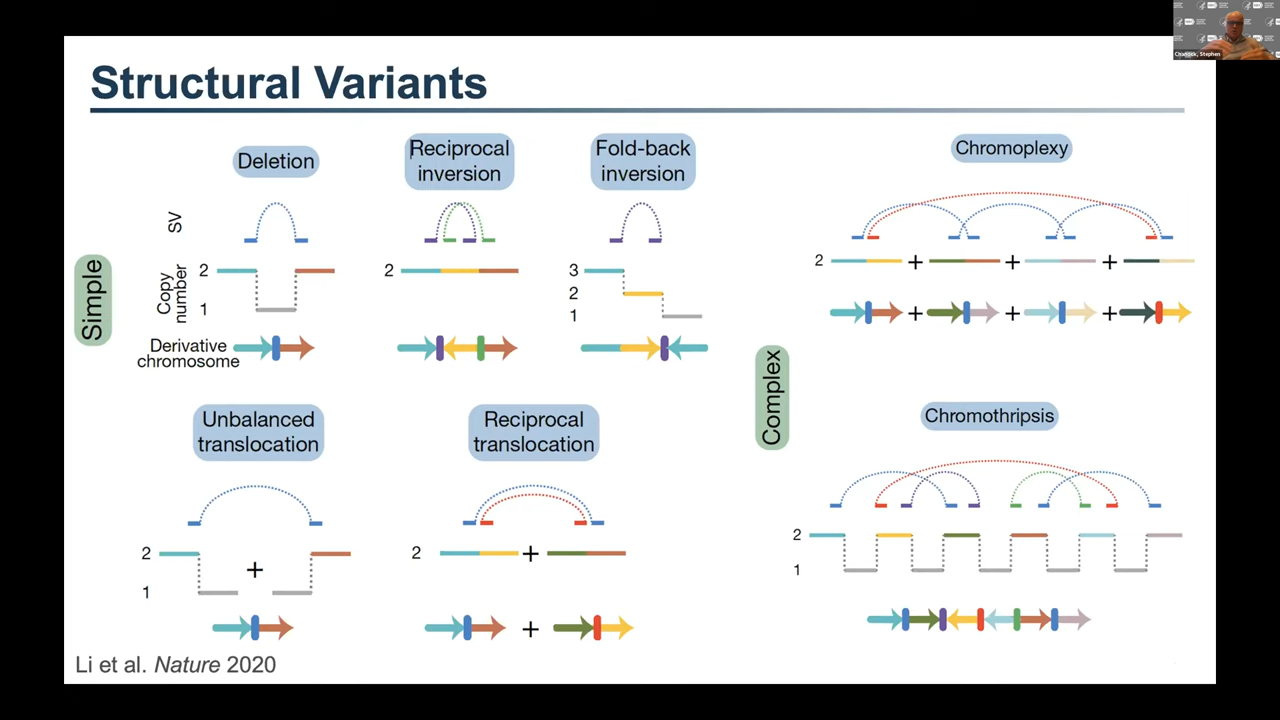 Structural Variants
Simple
Deletion
SV
2
Copy
number
1
Derivative
chromosome
Reciprocal
inversion
2
Fold-back
inversion
3
2
1
Unbalanced
translocation
2
+
1
Reciprocal
translocation
2
+
+
Complex
Chromoplexy
2
+
+
+
+
+
+
Chromothripsis
2
1
Li et al. Nature 2020